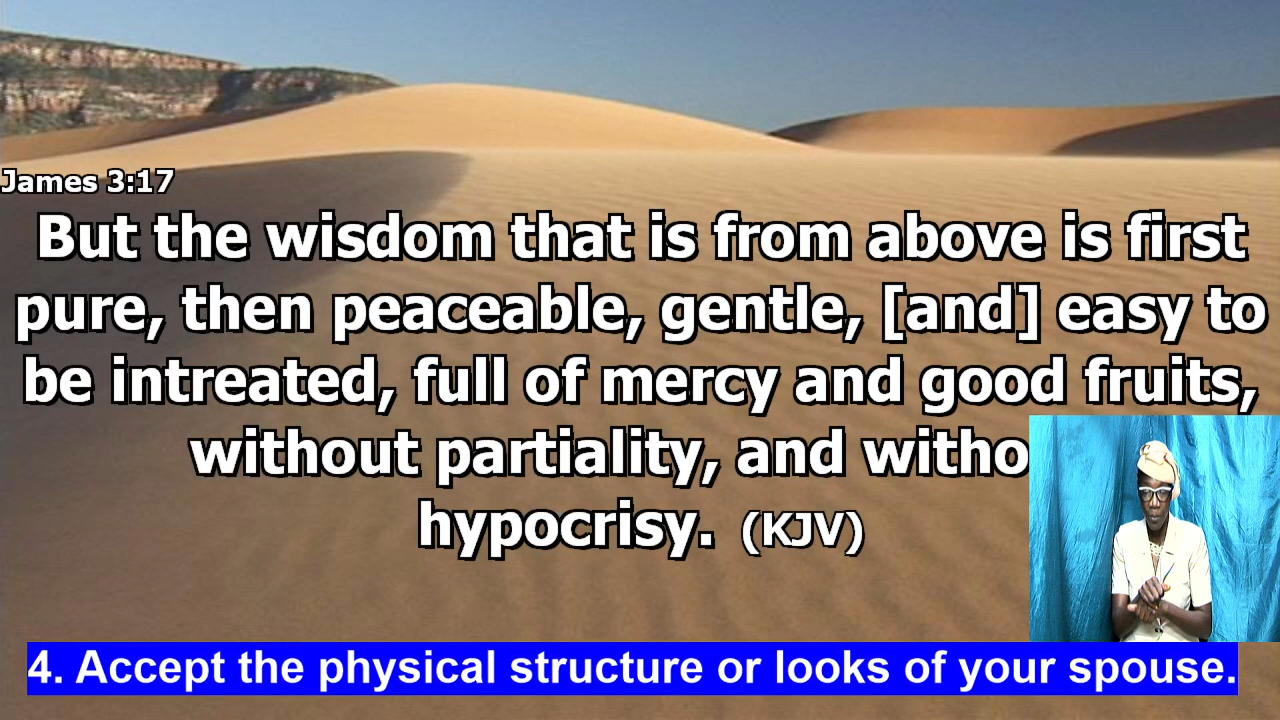 James 3:17
But the wisdom that is from above is first
pure, then peaceable, gentle, [and] easy to
be intreated, full of mercy and good fruits,
without partiality, and witho
hypocrisy. (KJV)
4. Accept the physical structure or looks of your spouse.